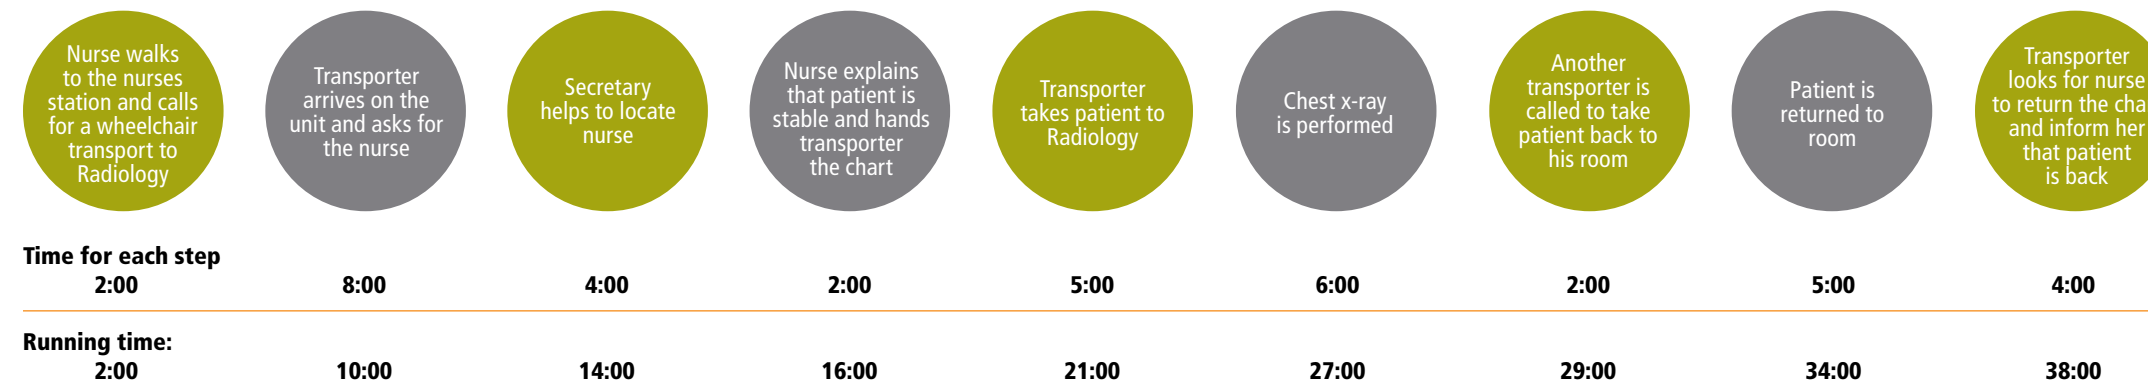 Nurse walks
to the nurses
station and calls
for a wheelchair
transport to
Radiology
Transporter
arrives on the
unit and asks for
the nurse
Secretary
helps to locate
nurse
Nurse explains
that patient is
stable and hands
transporter
the chart
Transporter
takes patient to
Radiology
Chest x-ray
is performed
Another
transporter is
called to take
patient back to
his room
Patient is
returned to
room
Transporter
looks for nurse
to return the
and inform her
that patient
is back
Time for each step
2:00 8:00 4:00 2:00 5:00 6:00 2:00 5:00 4:00
Running time:
2:00 10:00 14:00 16:00 21:00 27:00 29:00 34:00 38:00